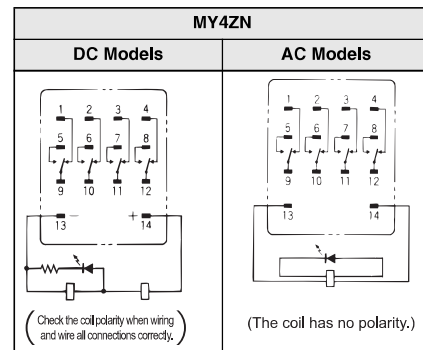 MY4ZN
DC Models AC Models
1 2 3 4
5 6 7 8
9 10 11 12
13 − + 14
(Check the coil polarity when wiring
and wire all connections correctly.)
1 2 3 4
5 6 7 8
9 10 11 12
13 14
(The coil has no polarity.)